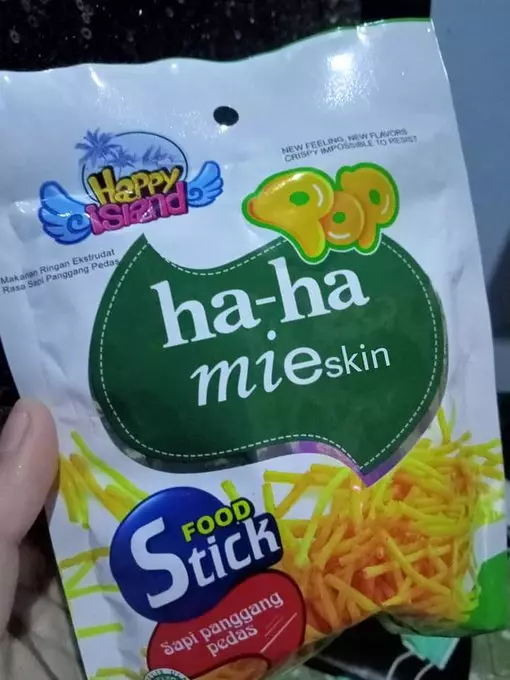 NEW FEELING, NEW FLAVORS
CRISPY IMPOSSIBLE TO RESIST
HaPPY
iSland
POP
Makanan Ringan Ekstrudat
Rasa Sapi Panggang Pedas
ha-ha
mieskin
FOOD
Stick
Sapi panggang
pedas